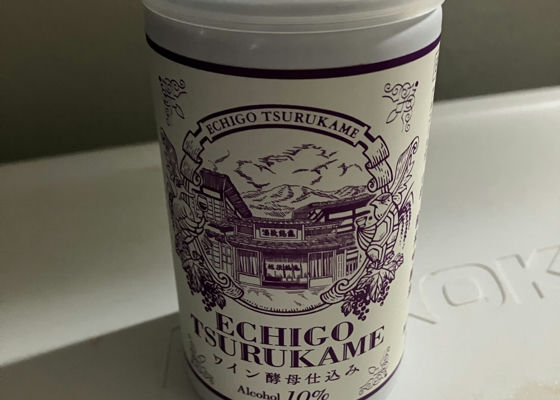 ECHIGO TSURUKAME
ECHIGO
TSURUKAME
ワイン酵母仕込み
Alcohol 10%